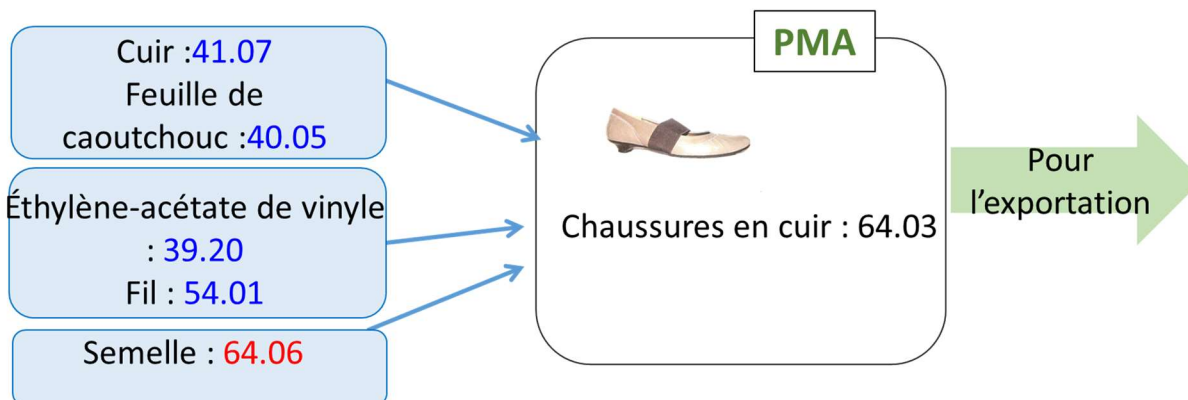 Cuir :41.07
Feuille de
caoutchouc :40.05
Éthylène-acétate de vinyle
: 39.20
Fil : 54.01
Semelle : 64.06
PMA
Chaussures en cuir : 64.03
Pour
l’exportation